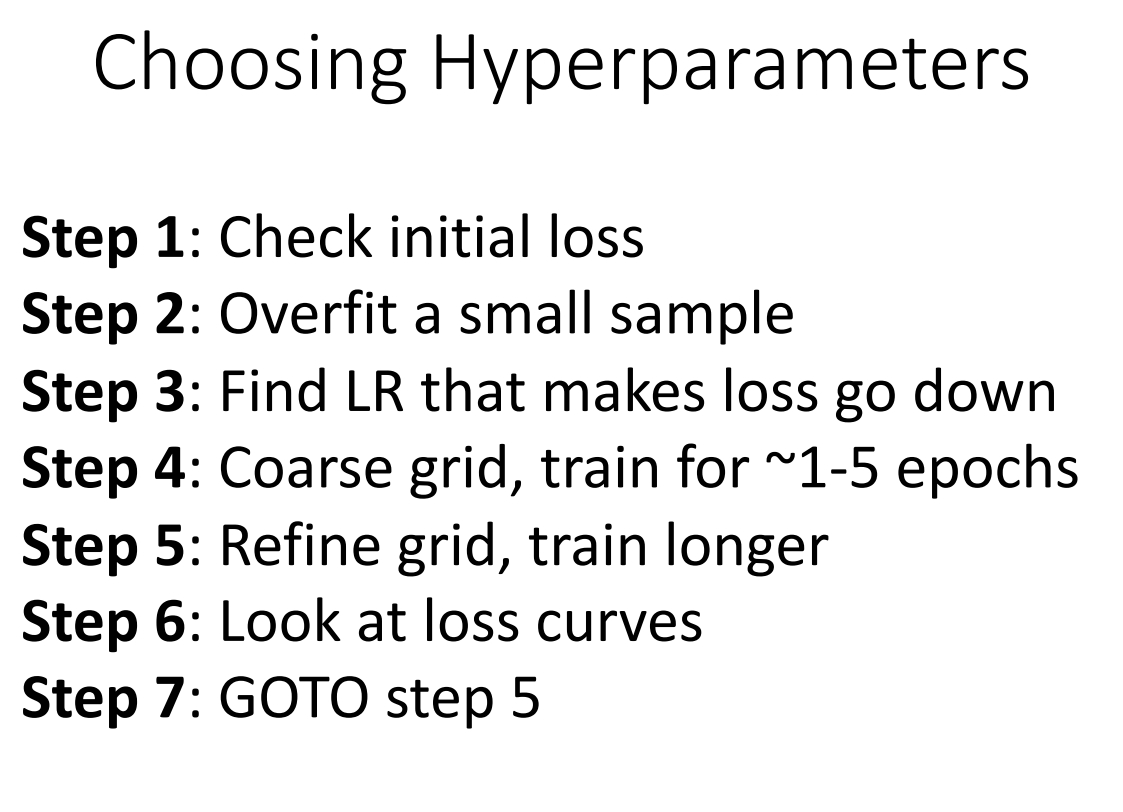 Choosing Hyperparameters
Step 1: Check initial loss
Step 2: Overfit a small sample
Step 3: Find LR that makes loss go down
Step 4: Coarse grid, train for ~1-5 epochs
Step 5: Refine grid, train longer
Step 6: Look at loss curves
Step 7: GOTO step 5